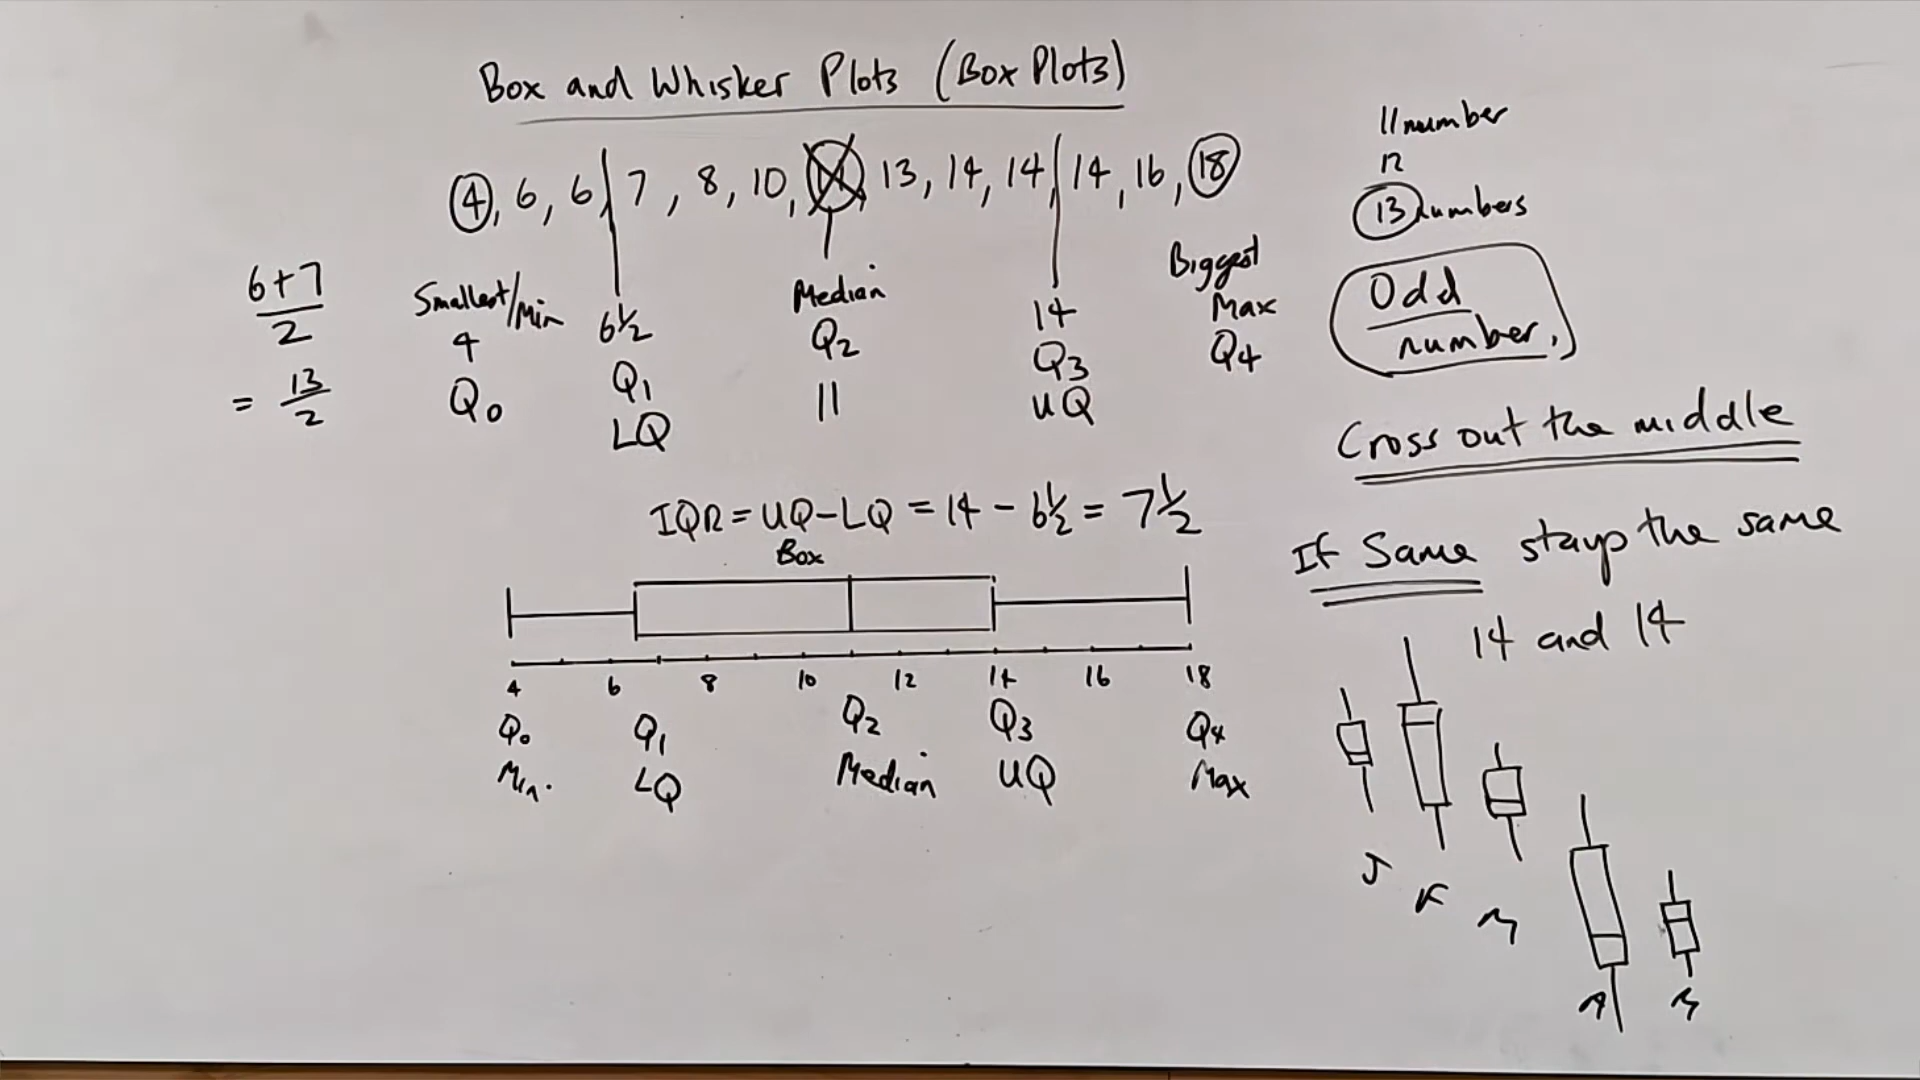 Box and Whisker Plots (Box Plots)
4, 6, 6, 7, 8, 10, 11, 13, 14, 14, 14, 16, 18
11 number
12
13 numbers
Odd
number.
Cross out the middle
If Same stays the same
14 and 14
6+7
2
= 13
2
Smallest/Min
4
Q0
6½
Q1
LQ
Median
Q2
11
14
Q3
UQ
Biggest
Max
Q4
IQR = UQ-LQ = 14 - 6½ = 7½
Box
4 6 8 10 12 14 16 18
Q0 Q1 Q2 Q3 Q4
Min. LQ Median UQ Max
J
F
M
A